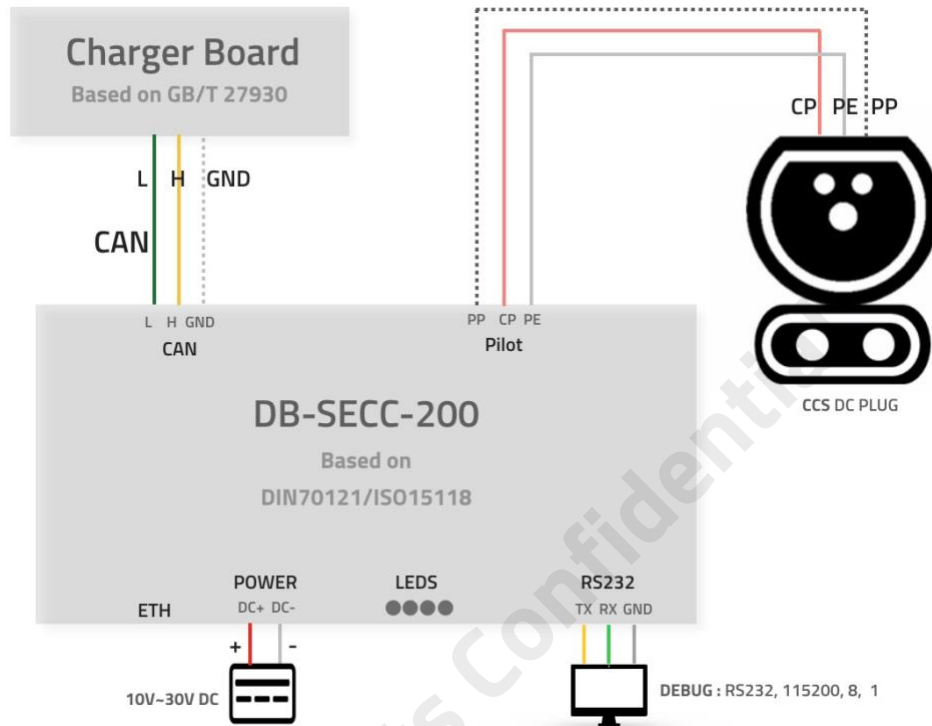 Charger Board
Based on GB/T 27930
CP PE PP
L H GND
CAN
L H GND
CAN
PP CP PE
Pilot
CCS DC PLUG
DB-SECC-200
Based on
DIN70121/ISO15118
ETH
POWER
DC+ DC-
LEDS
RS232
TX RX GND
+ -
10V~30V DC
DEBUG : RS232, 115200, 8, 1
s Confidential